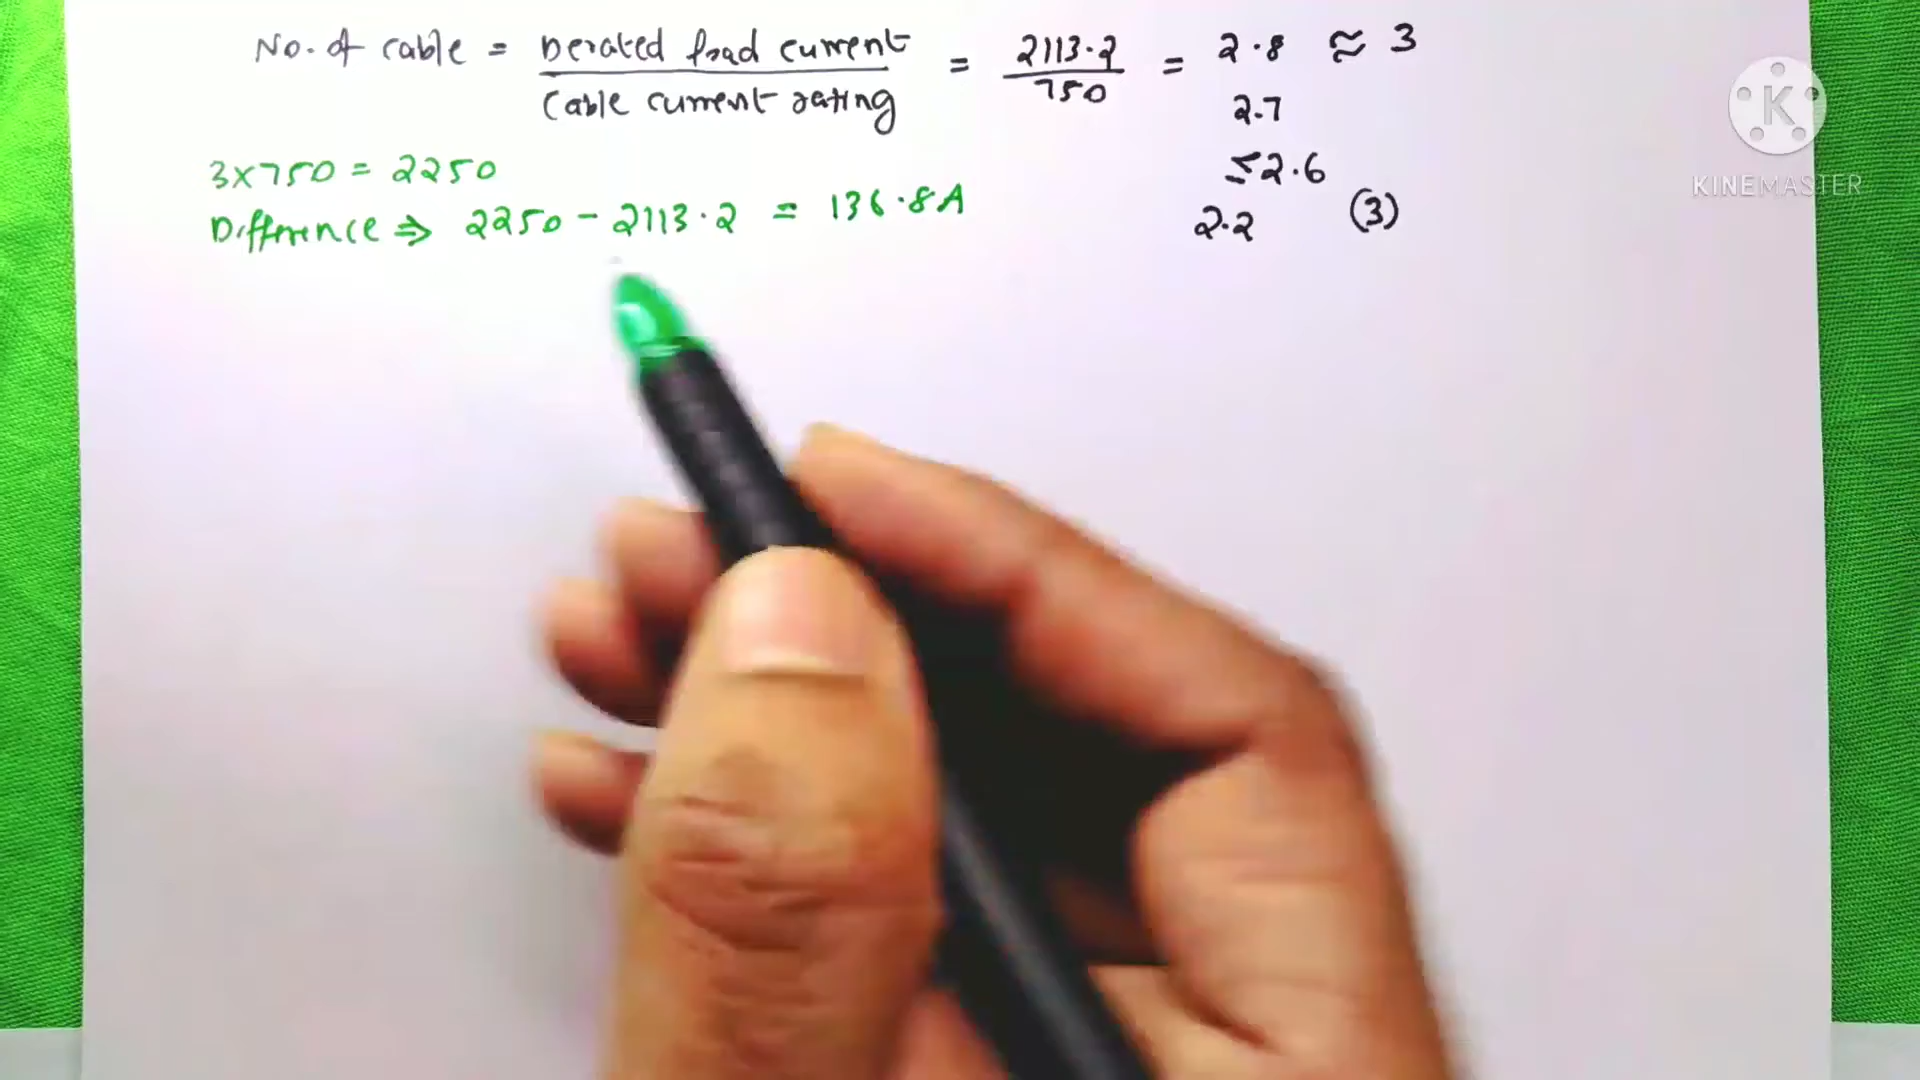 No. of cable = Derated load current / Cable current rating = 2113.2 / 750 = 2.8 ≈ 3
2.7
3x750 = 2250
≤2.6
Difference ⇒ 2250 - 2113.2 = 136.8A
2.2 (3)
K
KINEMASTER